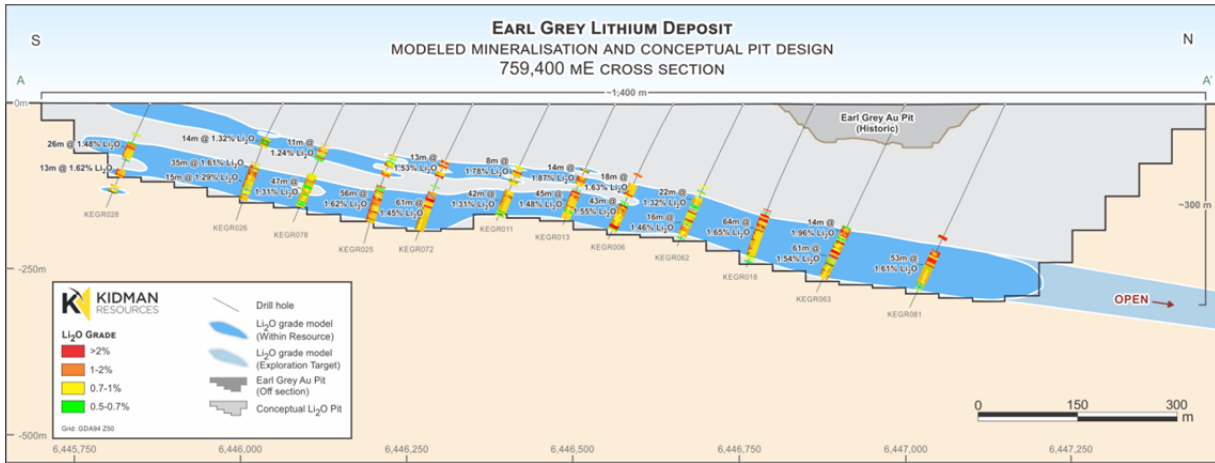 EARL GREY LITHIUM DEPOSIT
MODELED MINERALISATION AND CONCEPTUAL PIT DESIGN
759,400 mE CROSS SECTION
S
N
A
A'
~1,400 m
0m
-250m
-500m
~300 m
Earl Grey Au Pit
(Historic)
26m @ 1.48% Li2O
13m @ 1.62% Li2O
KEGR028
14m @ 1.32% Li2O
35m @ 1.61% Li2O
15m @ 1.29% Li2O
KEGR026
11m @
1.24% Li2O
47m @
1.31% Li2O
KEGR078
56m @
1.62% Li2O
KEGR025
13m @
1.53% Li2O
61m @
1.45% Li2O
KEGR072
8m @
1.78% Li2O
42m @
1.31% Li2O
KEGR011
14m @
1.87% Li2O
45m @
1.48% Li2O
KEGR013
18m @
1.63% Li2O
43m @
1.55% Li2O
KEGR006
22m @
1.32% Li2O
16m @
1.46% Li2O
KEGR062
64m @
1.65% Li2O
KEGR018
14m @
1.96% Li2O
61m @
1.54% Li2O
KEGR063
53m @
1.61% Li2O
KEGR081
OPEN
K
KIDMAN
RESOURCES
Li2O GRADE
>2%
1-2%
0.7-1%
0.5-0.7%
Grid: GDA94 Z50
Drill hole
Li2O grade model
(Within Resource)
Li2O grade model
(Exploration Target)
Earl Grey Au Pit
(Off section)
Conceptual Li2O Pit
0 150 300
m
6,445,750 6,446,000 6,446,500 6,446,750 6,447,000 6,447,250